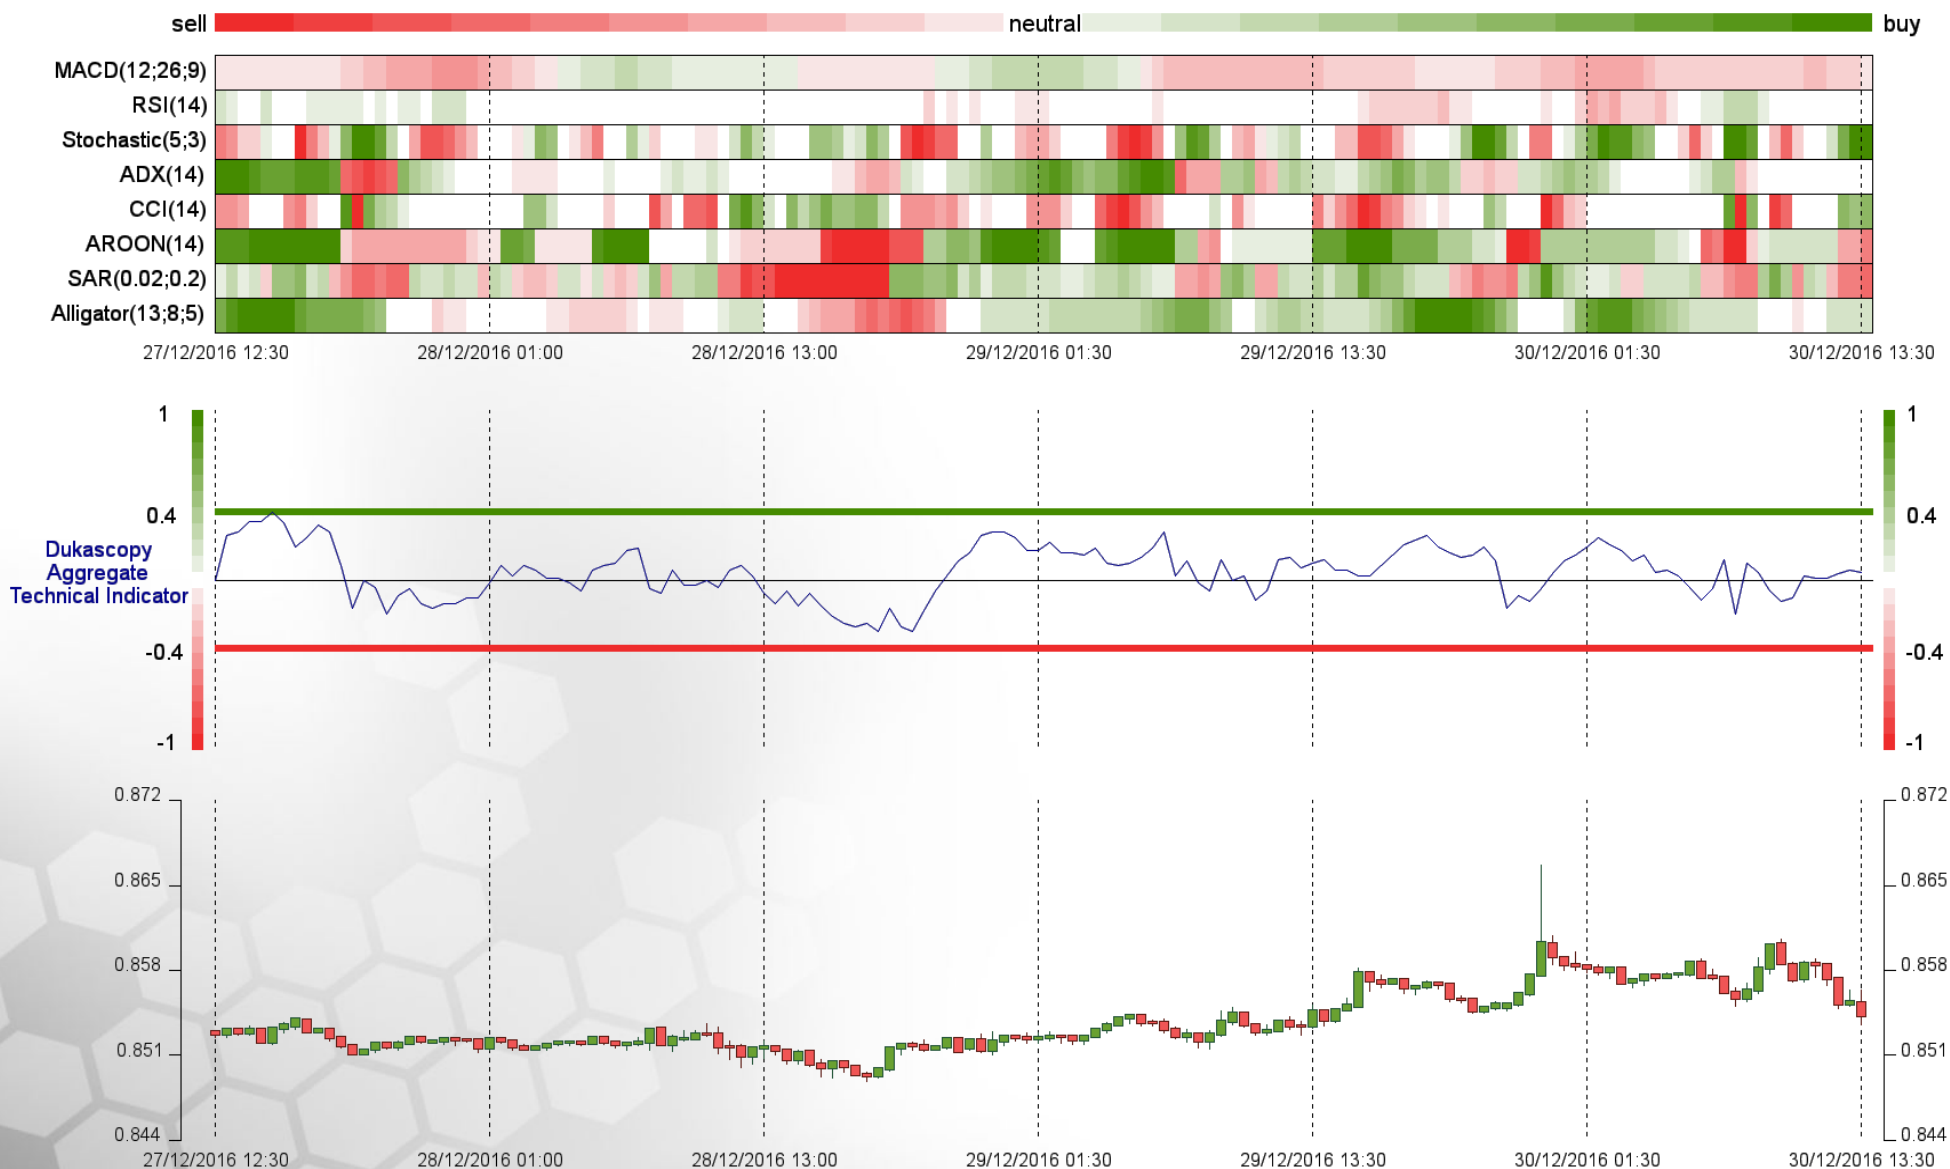 sell neutral buy
MACD(12;26;9)
RSI(14)
Stochastic(5;3)
ADX(14)
CCI(14)
AROON(14)
SAR(0.02;0.2)
Alligator(13;8;5)
27/12/2016 12:30 28/12/2016 01:00 28/12/2016 13:00 29/12/2016 01:30 29/12/2016 13:30 30/12/2016 01:30 30/12/2016 13:30
1 1
0.4 0.4
Dukascopy
Aggregate
Technical Indicator
-0.4 -0.4
-1 -1
0.872 0.872
0.865 0.865
0.858 0.858
0.851 0.851
0.844 0.844
27/12/2016 12:30 28/12/2016 01:00 28/12/2016 13:00 29/12/2016 01:30 29/12/2016 13:30 30/12/2016 01:30 30/12/2016 13:30